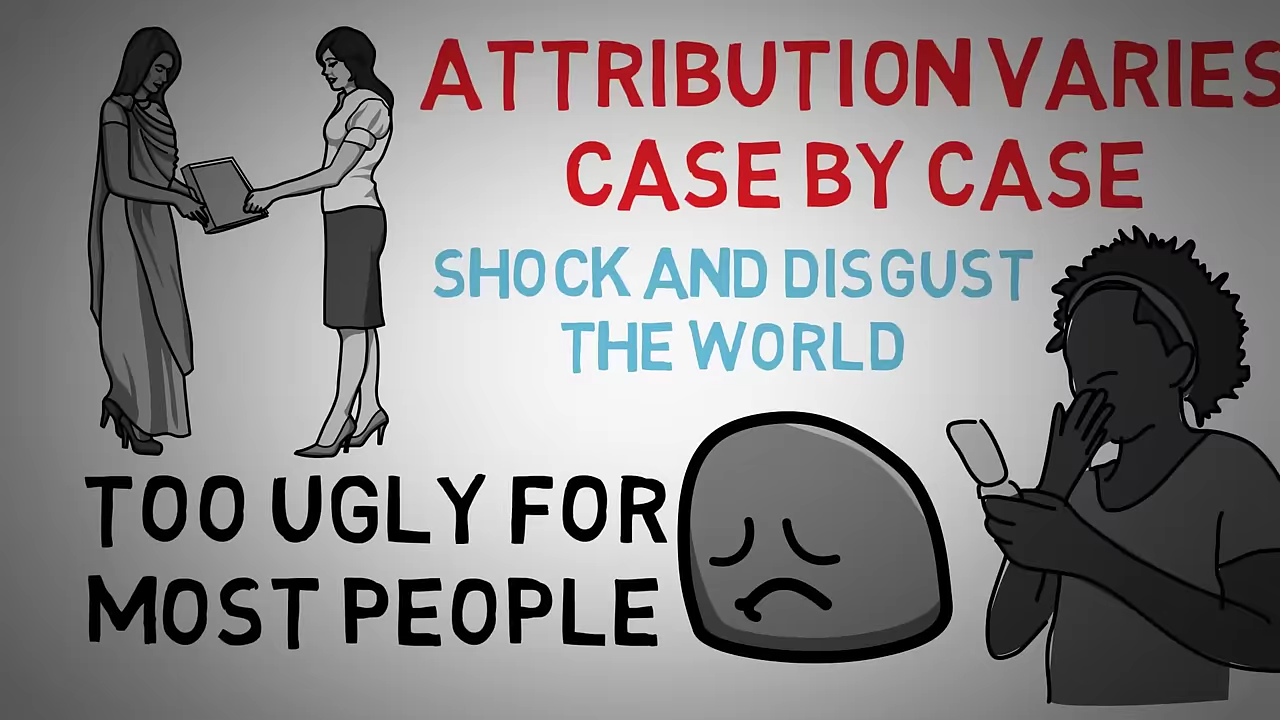 ATTRIBUTION VARIES
CASE BY CASE
SHOCK AND DISGUST
THE WORLD
TOO UGLY FOR
MOST PEOPLE